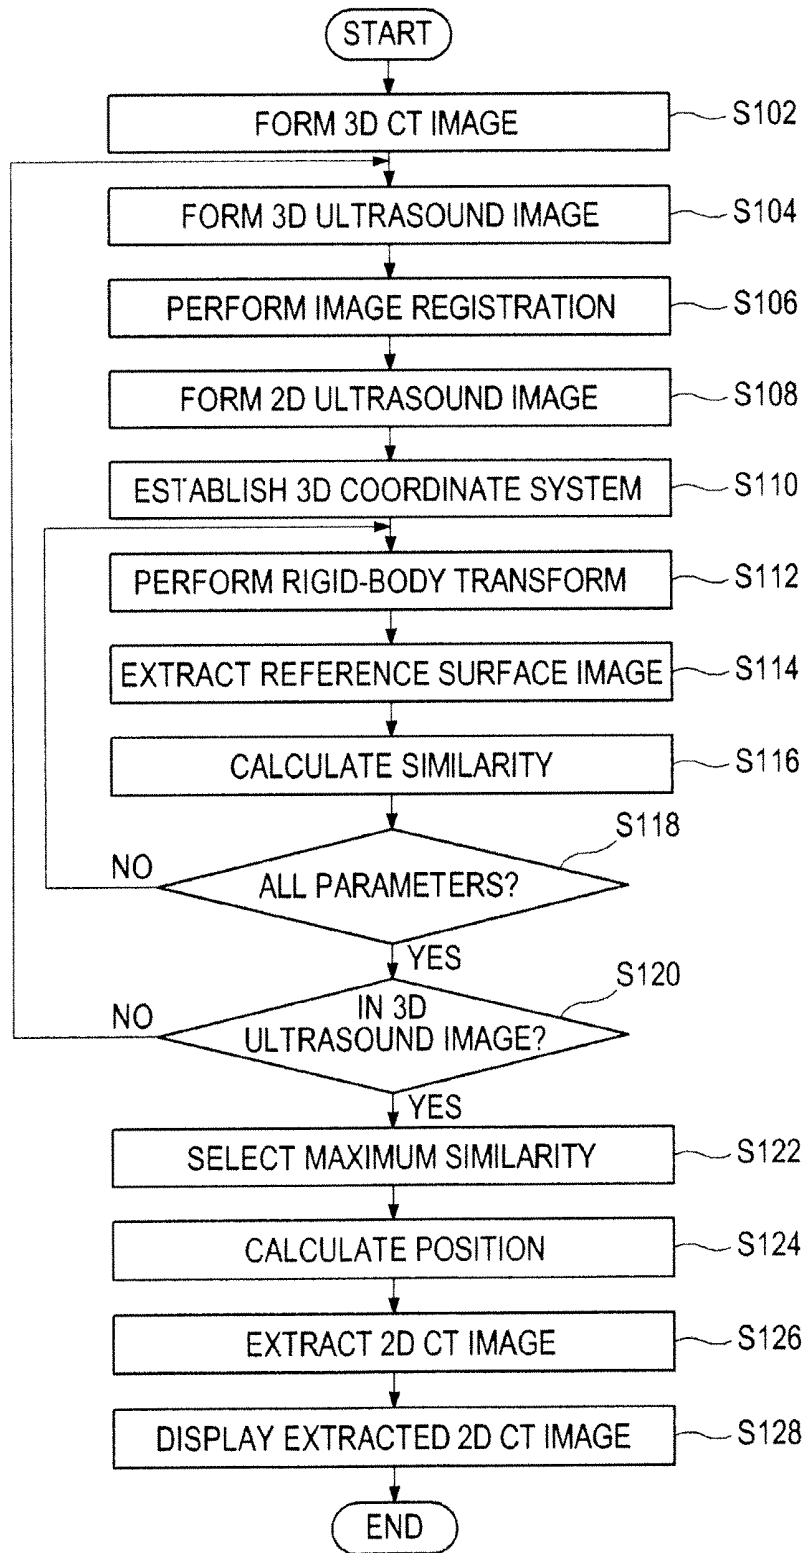 START
FORM 3D CT IMAGE
S102
FORM 3D ULTRASOUND IMAGE
S104
PERFORM IMAGE REGISTRATION
S106
FORM 2D ULTRASOUND IMAGE
S108
ESTABLISH 3D COORDINATE SYSTEM
S110
PERFORM RIGID-BODY TRANSFORM
S112
EXTRACT REFERENCE SURFACE IMAGE
S114
CALCULATE SIMILARITY
S116
S118
NO
ALL PARAMETERS?
YES
S120
NO
IN 3D
ULTRASOUND IMAGE?
YES
SELECT MAXIMUM SIMILARITY
S122
CALCULATE POSITION
S124
EXTRACT 2D CT IMAGE
S126
DISPLAY EXTRACTED 2D CT IMAGE
S128
END